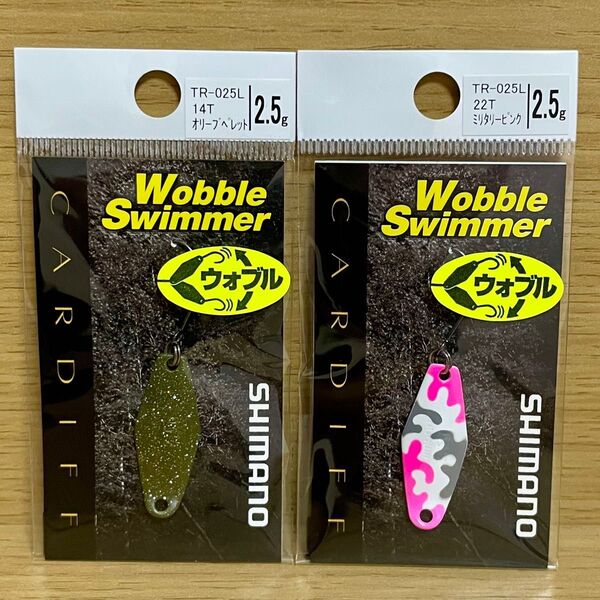 TR-025L
14T
オリーブペレット
2.5g
Wobble
Swimmer
ウォブル
CARDIFF
SHIMANO
TR-025L
22T
ミリタリーピンク
2.5g
Wobble
Swimmer
ウォブル
CARDIFF
SHIMANO